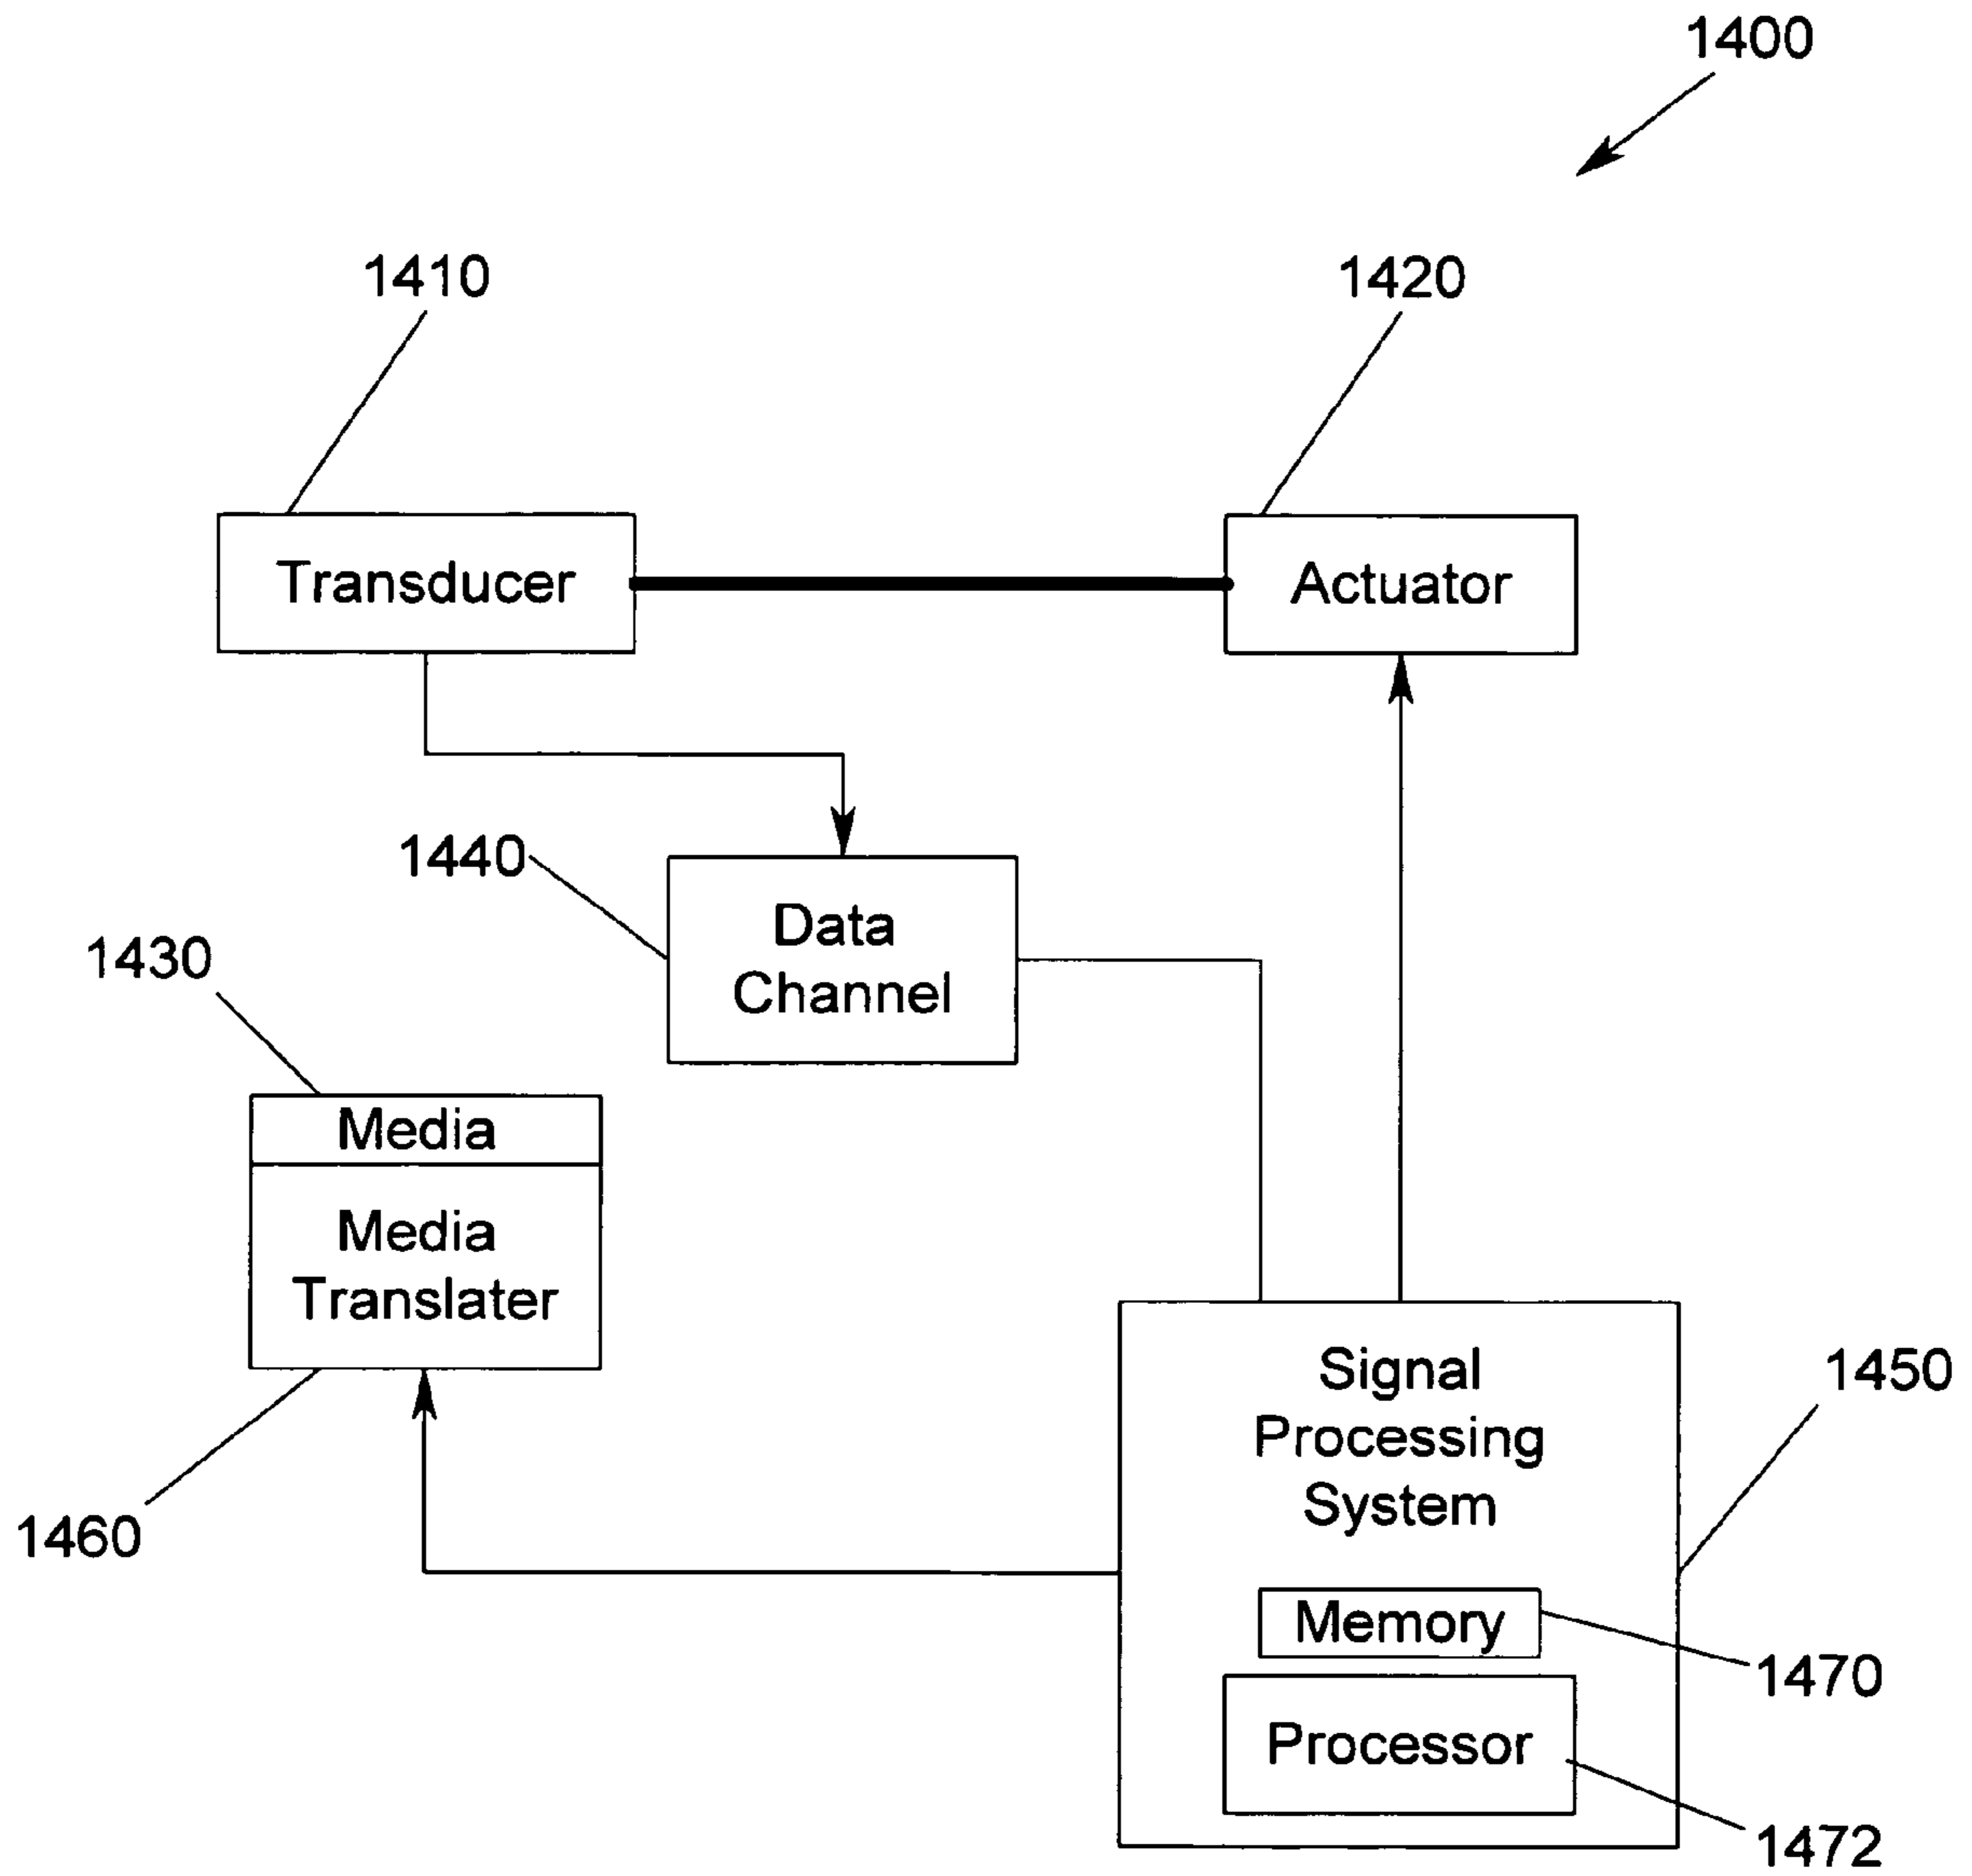 1400
1410
1420
Transducer
Actuator
1440
Data
Channel
1430
Media
Media
Translater
1460
Signal
Processing
System
1450
Memory
1470
Processor
1472